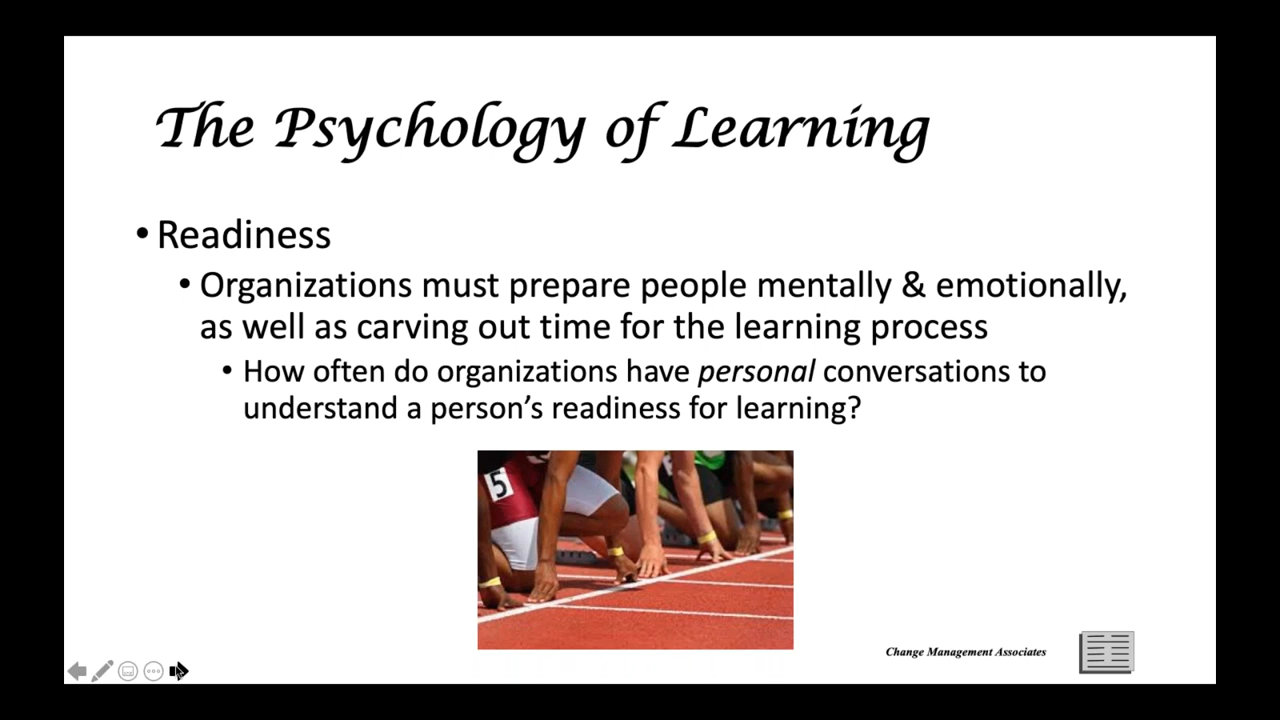 The Psychology of Learning
• Readiness
• Organizations must prepare people mentally & emotionally,
as well as carving out time for the learning process
• How often do organizations have personal conversations to
understand a person’s readiness for learning?
5
Change Management Associates